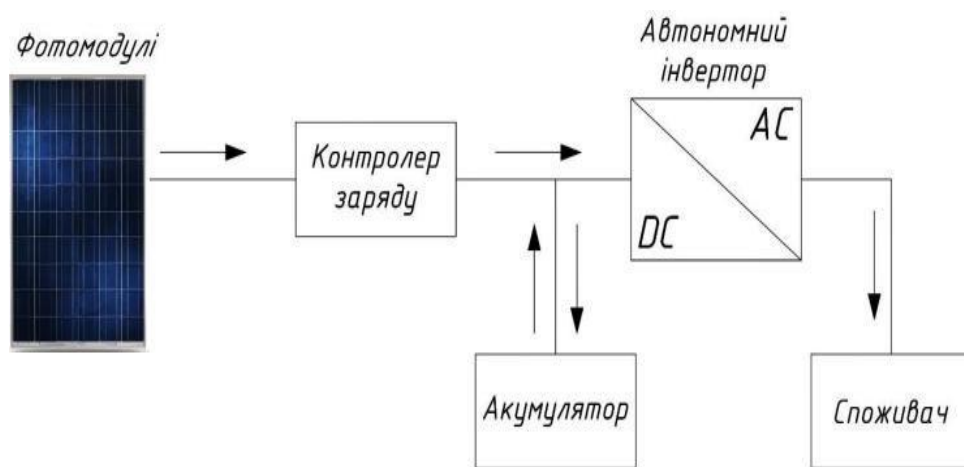 Фотомодулі
Автономний
інвертор
Контролер
заряду
AC
DC
Акумулятор
Споживач